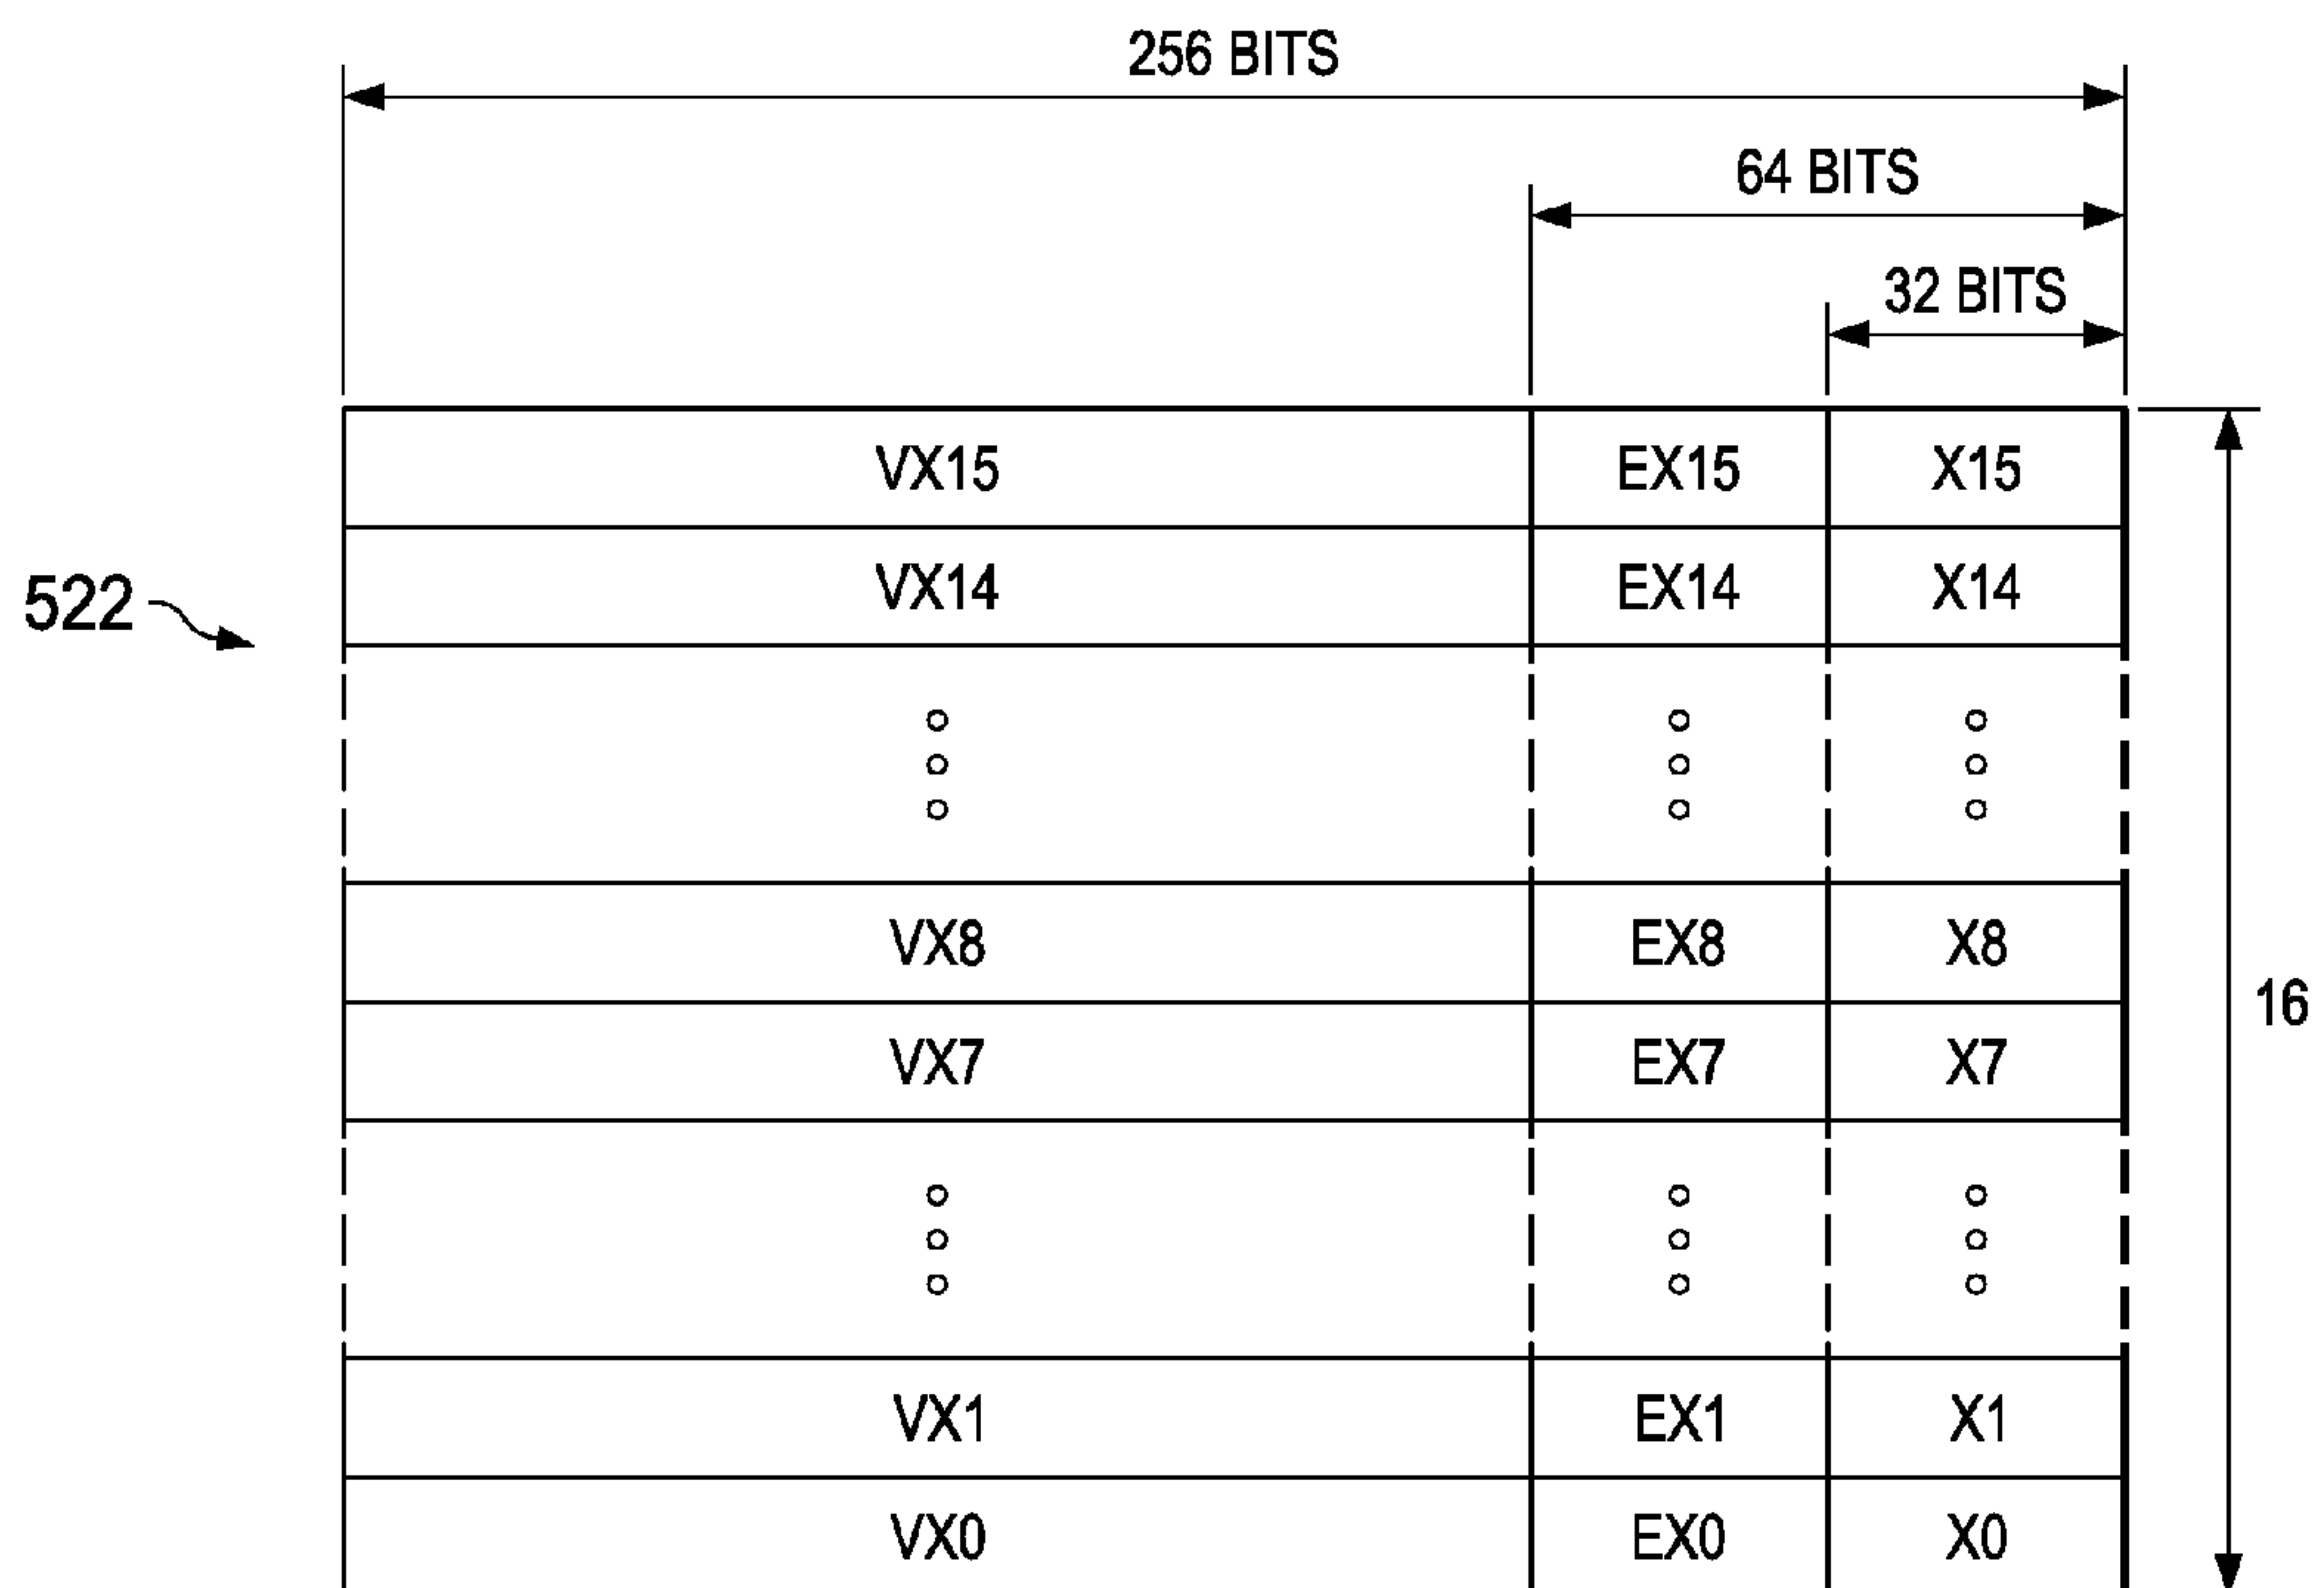 256 BITS
64 BITS
32 BITS
VX15 EX15 X15
VX14 EX14 X14
522
VX8 EX8 X8
16
VX7 EX7 X7
VX1 EX1 X1
VX0 EX0 X0